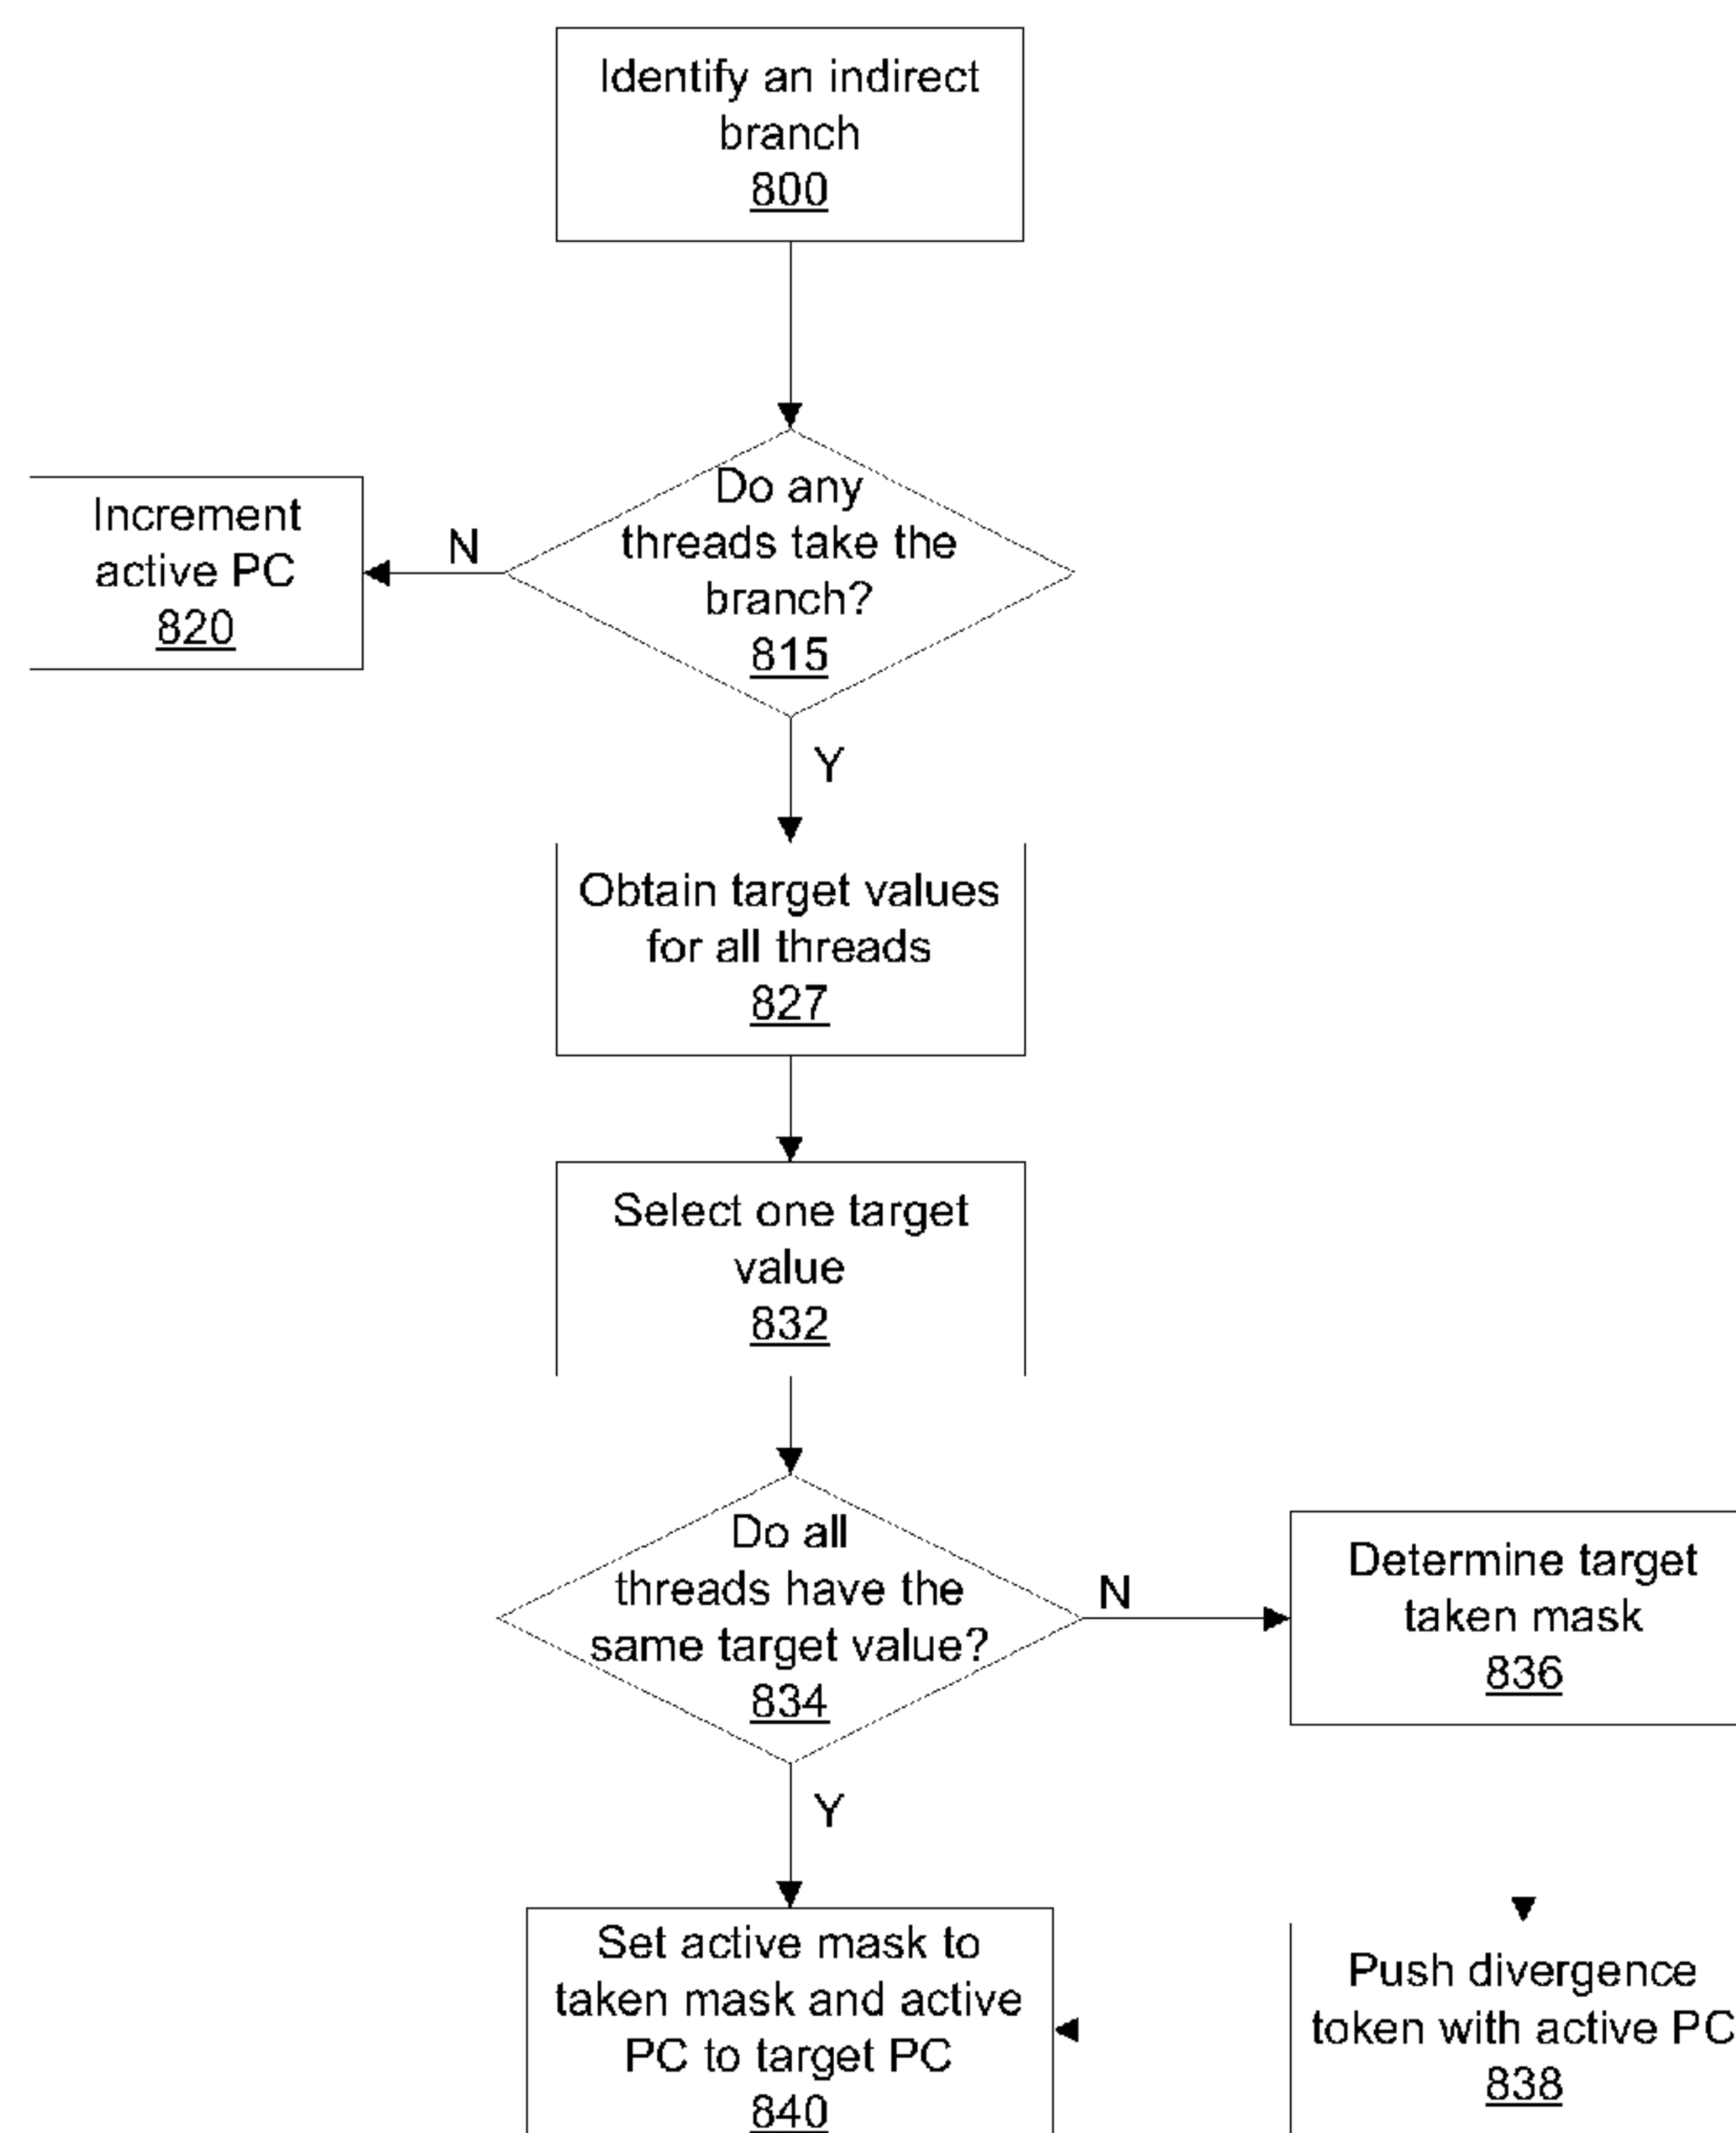 Identify an indirect
branch
800
Do any
threads take the
branch?
815
N
Increment
active PC
820
Y
Obtain target values
for all threads
827
Select one target
value
832
Do all
threads have the
same target value?
834
N
Determine target
taken mask
836
Y
Set active mask to
taken mask and active
PC to target PC
840
Push divergence
token with active PC
838